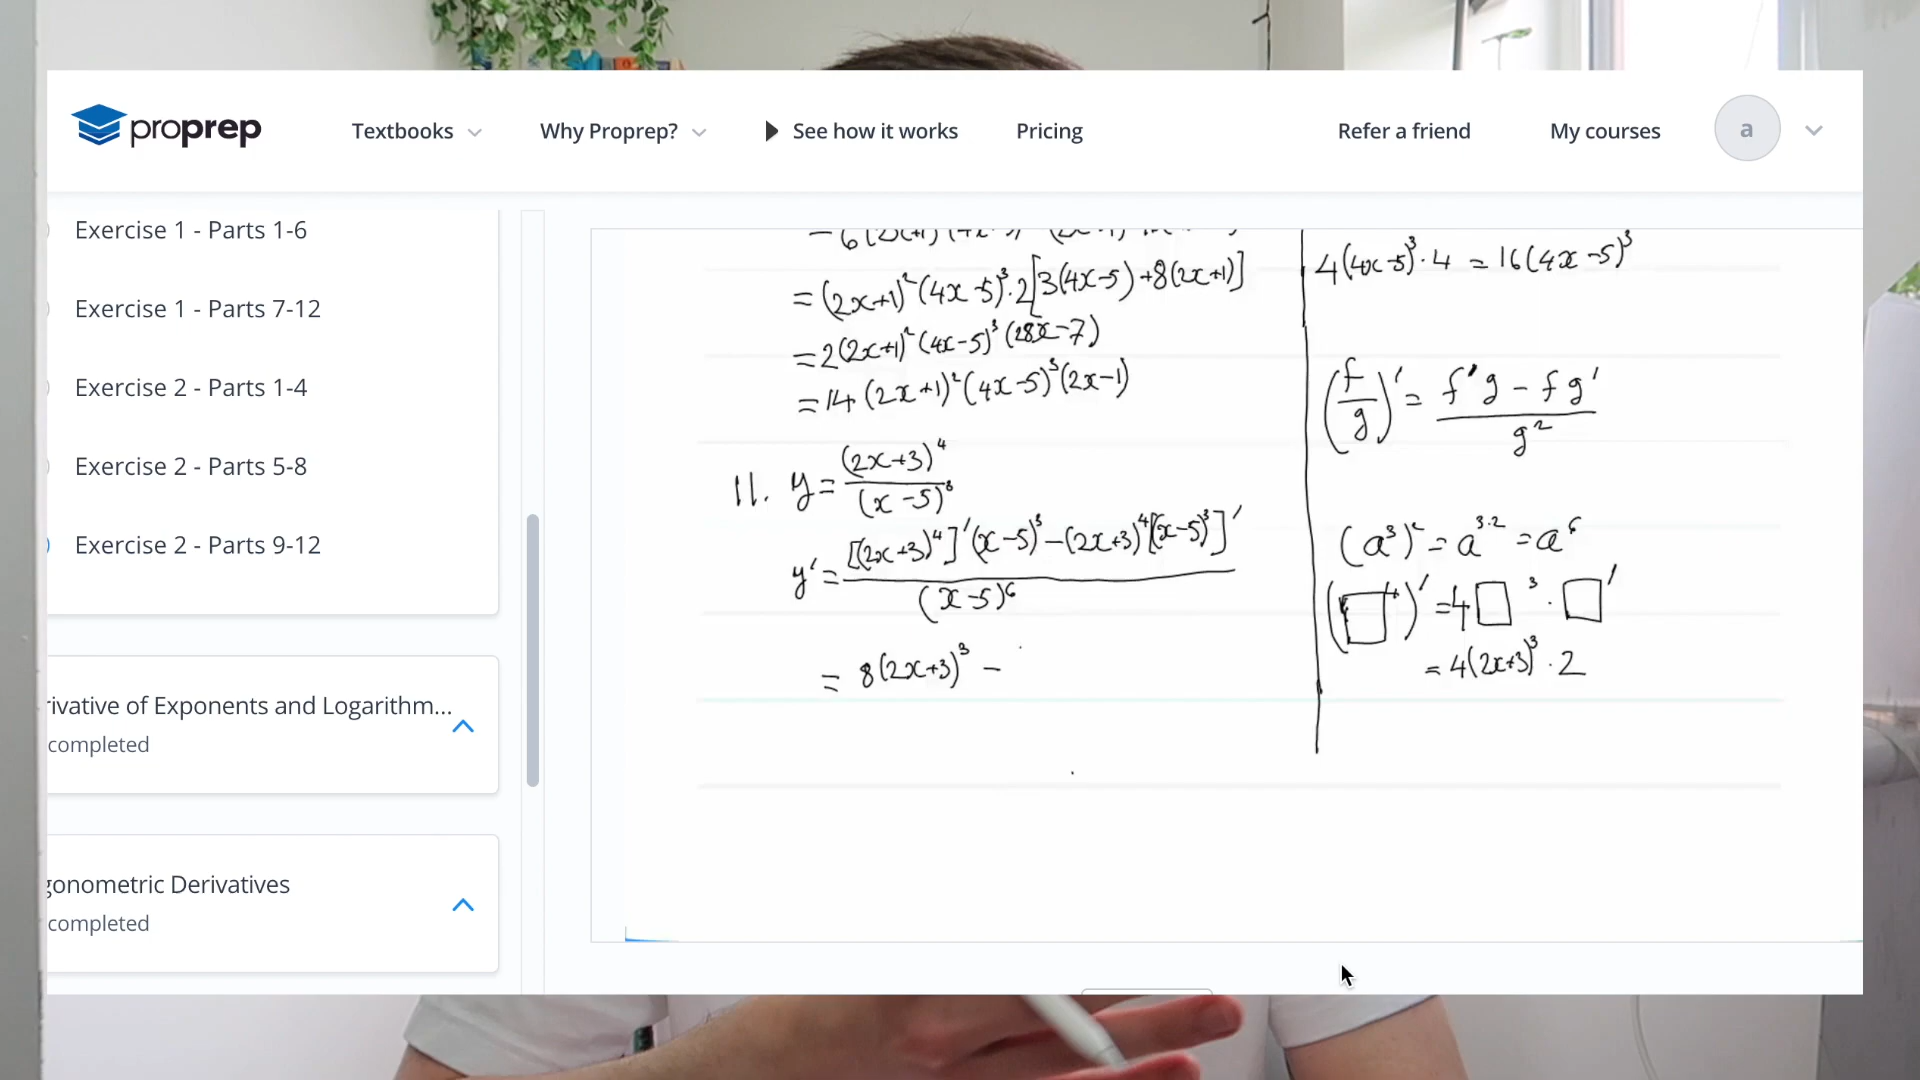 proprep
Textbooks
Why Proprep?
See how it works
Pricing
Refer a friend
My courses
a
Exercise 1 - Parts 1-6
Exercise 1 - Parts 7-12
Exercise 2 - Parts 1-4
Exercise 2 - Parts 5-8
Exercise 2 - Parts 9-12
rivative of Exponents and Logarithm...
completed
gonometric Derivatives
completed
= (2x+1)²(4x-5)³·2[3(4x-5)+8(2x+1)]
= 2(2x+1)²(4x-5)³(28x-7)
= 14(2x+1)²(4x-5)³(2x-1)
11. y = (2x+3)⁴/(x-5)³
y' = [(2x+3)⁴]'(x-5)³-(2x+3)⁴[(x-5)³]'/(x-5)⁶
= 8(2x+3)³ -
4(4x-5)³·4 = 16(4x-5)³
(f/g)' = f'g - fg'/g²
(a³)² = a³·² = a⁶
(□⁴)' = 4□³·□'
= 4(2x+3)³·2